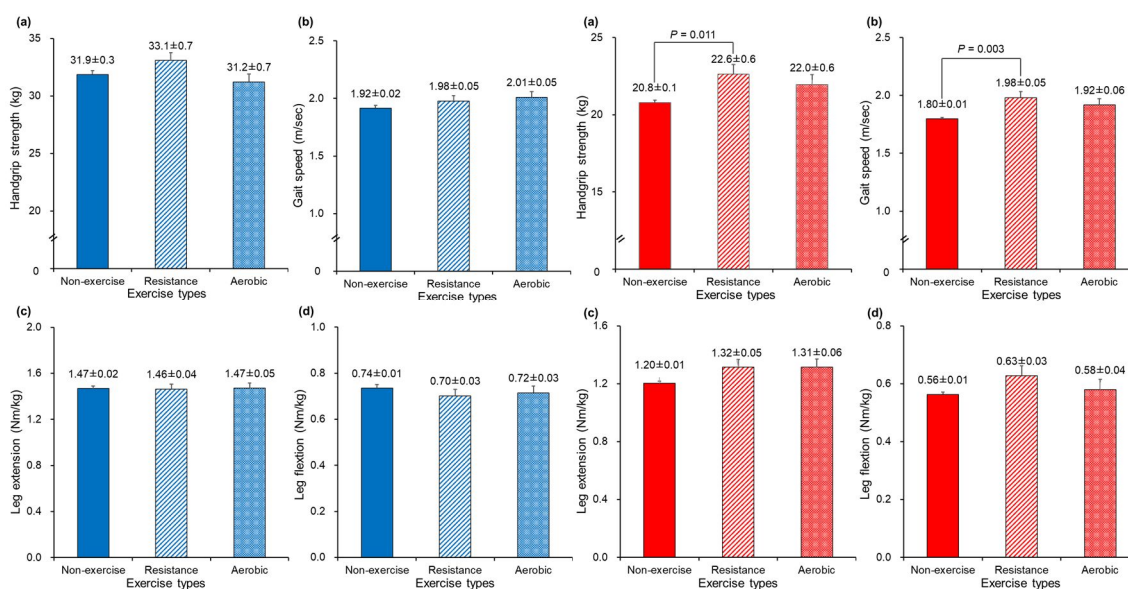 (a)
35
30
25
20
0
Handgrip strength (kg)
31.9±0.3
33.1±0.7
31.2±0.7
Non-exercise Resistance Aerobic
Exercise types
(b)
2.5
2.0
1.5
1.0
0
Gait speed (m/sec)
1.92±0.02
1.98±0.05
2.01±0.05
Non-exercise Resistance Aerobic
Exercise types
(a)
25
20
25
0
Handgrip strength (kg)
P = 0.011
20.8±0.1
22.6±0.6
22.0±0.6
Non-exercise Resistance Aerobic
Exercise types
(b)
2.5
2.0
1.5
1.0
0
Gait speed (m/sec)
P = 0.003
1.80±0.01
1.98±0.05
1.92±0.06
Non-exercise Resistance Aerobic
Exercise types
(c)
2.0
1.6
1.2
0.8
0.4
0.0
Leg extension (Nm/kg)
1.47±0.02
1.46±0.04
1.47±0.05
Non-exercise Resistance Aerobic
Exercise types
(d)
1.0
0.8
0.6
0.4
0.2
0.0
Leg flextion (Nm/kg)
0.74±0.01
0.70±0.03
0.72±0.03
Non-exercise Resistance Aerobic
Exercise types
(c)
1.6
1.2
0.8
0.4
0.0
Leg extension (Nm/kg)
1.20±0.01
1.32±0.05
1.31±0.06
Non-exercise Resistance Aerobic
Exercise types
(d)
0.8
0.6
0.4
0.2
0.0
Leg flextion (Nm/kg)
0.56±0.01
0.63±0.03
0.58±0.04
Non-exercise Resistance Aerobic
Exercise types